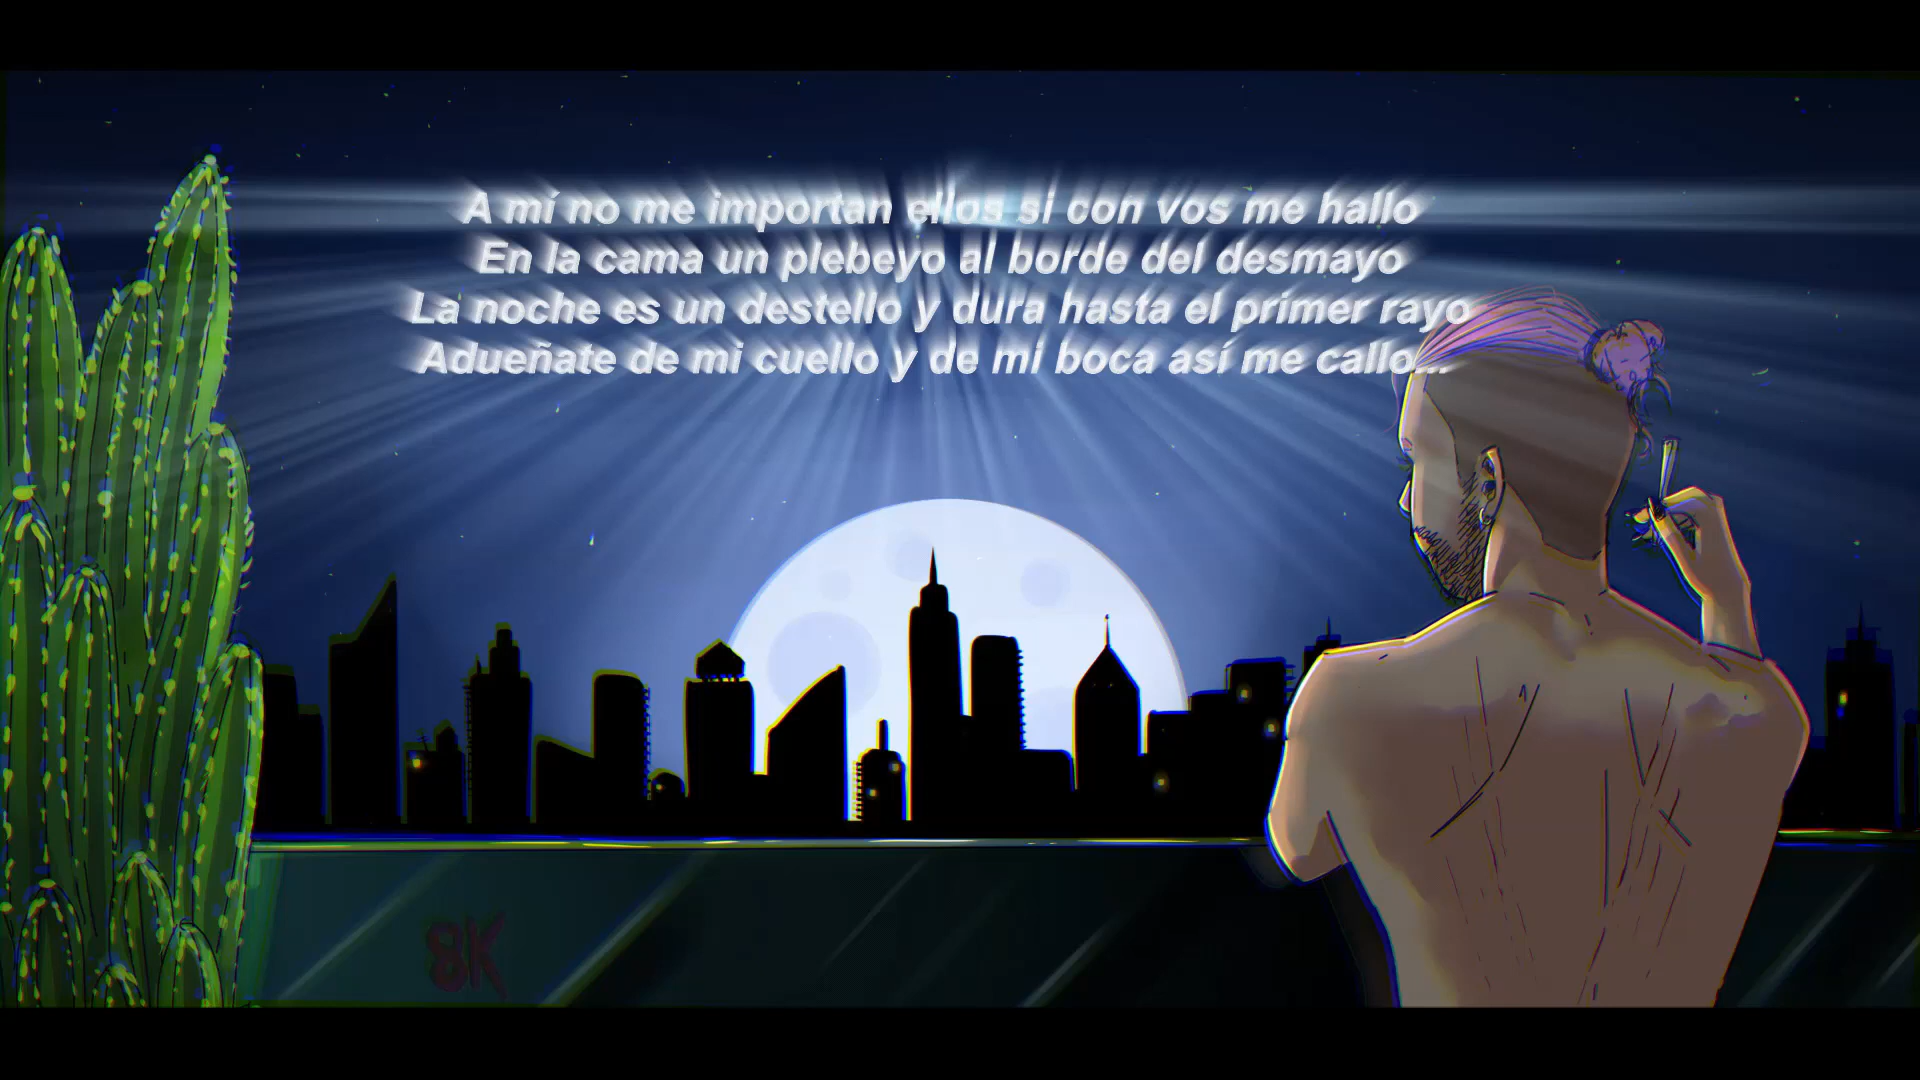 A mí no me importan ellos si con vos me hallo
En la cama un plebeyo al borde del desmayo
La noche es un destello y dura hasta el primer rayo
Adueñate de mi cuello y de mi boca así me callo...
8K